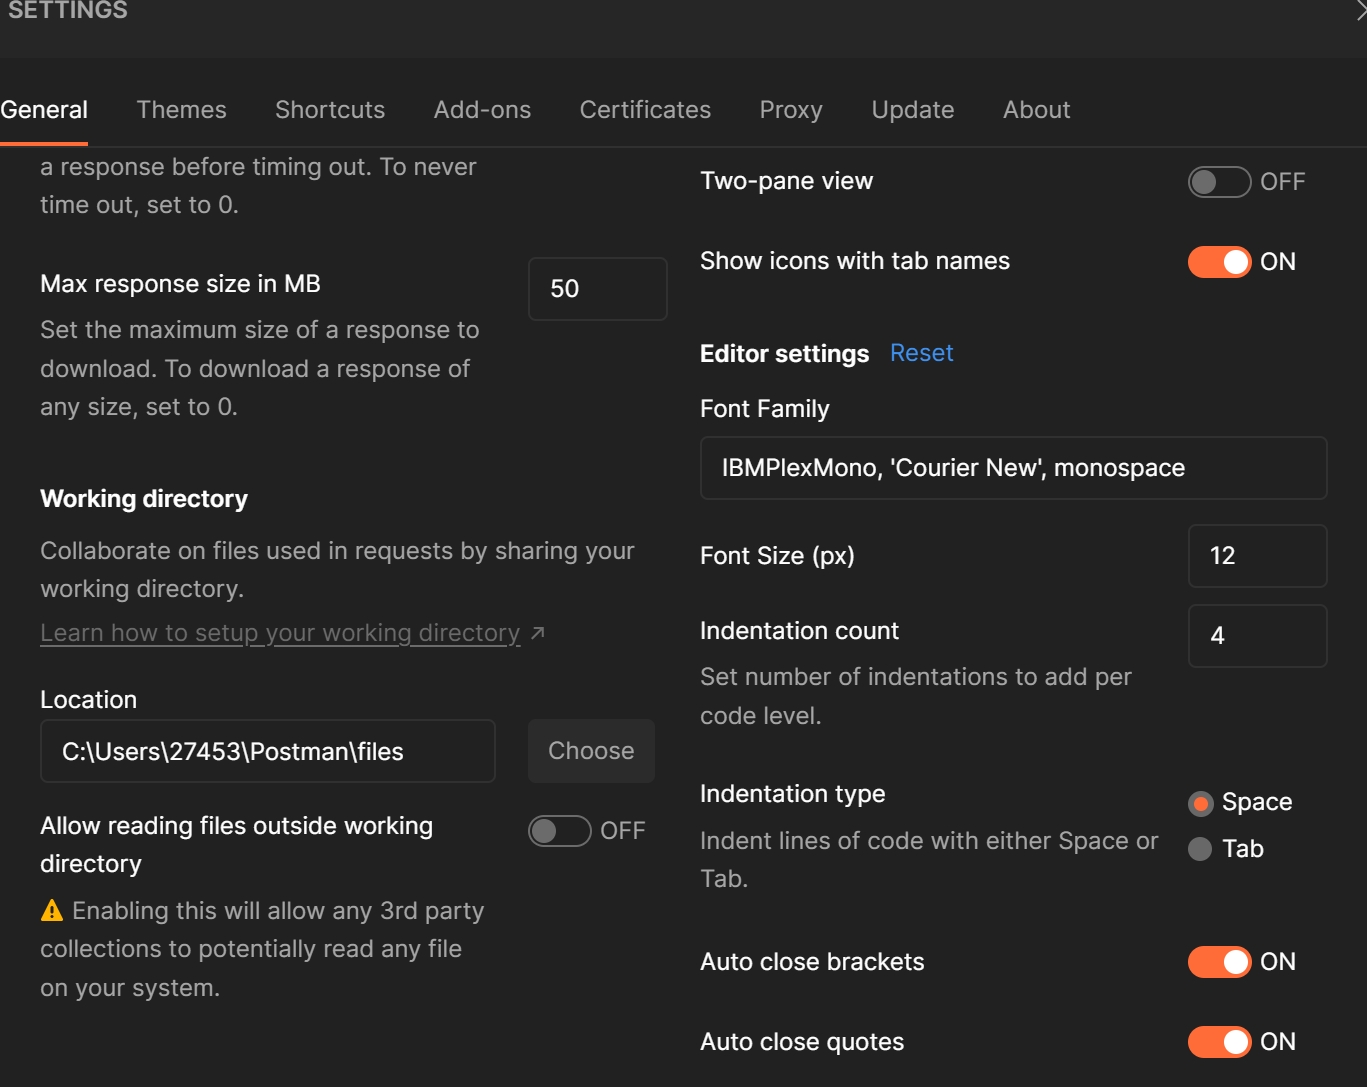 SETTINGS
General Themes Shortcuts Add-ons Certificates Proxy Update About
a response before timing out. To never
time out, set to 0.
Max response size in MB
50
Set the maximum size of a response to
download. To download a response of
any size, set to 0.
Working directory
Collaborate on files used in requests by sharing your
working directory.
Learn how to setup your working directory ↗
Location
C:\Users\27453\Postman\files
Choose
Allow reading files outside working
directory
OFF
⚠ Enabling this will allow any 3rd party
collections to potentially read any file
on your system.
Two-pane view
OFF
Show icons with tab names
ON
Editor settings Reset
Font Family
IBMPlexMono, 'Courier New', monospace
Font Size (px)
12
Indentation count
4
Set number of indentations to add per
code level.
Indentation type
Indent lines of code with either Space or
Tab.
Space
Tab
Auto close brackets
ON
Auto close quotes
ON